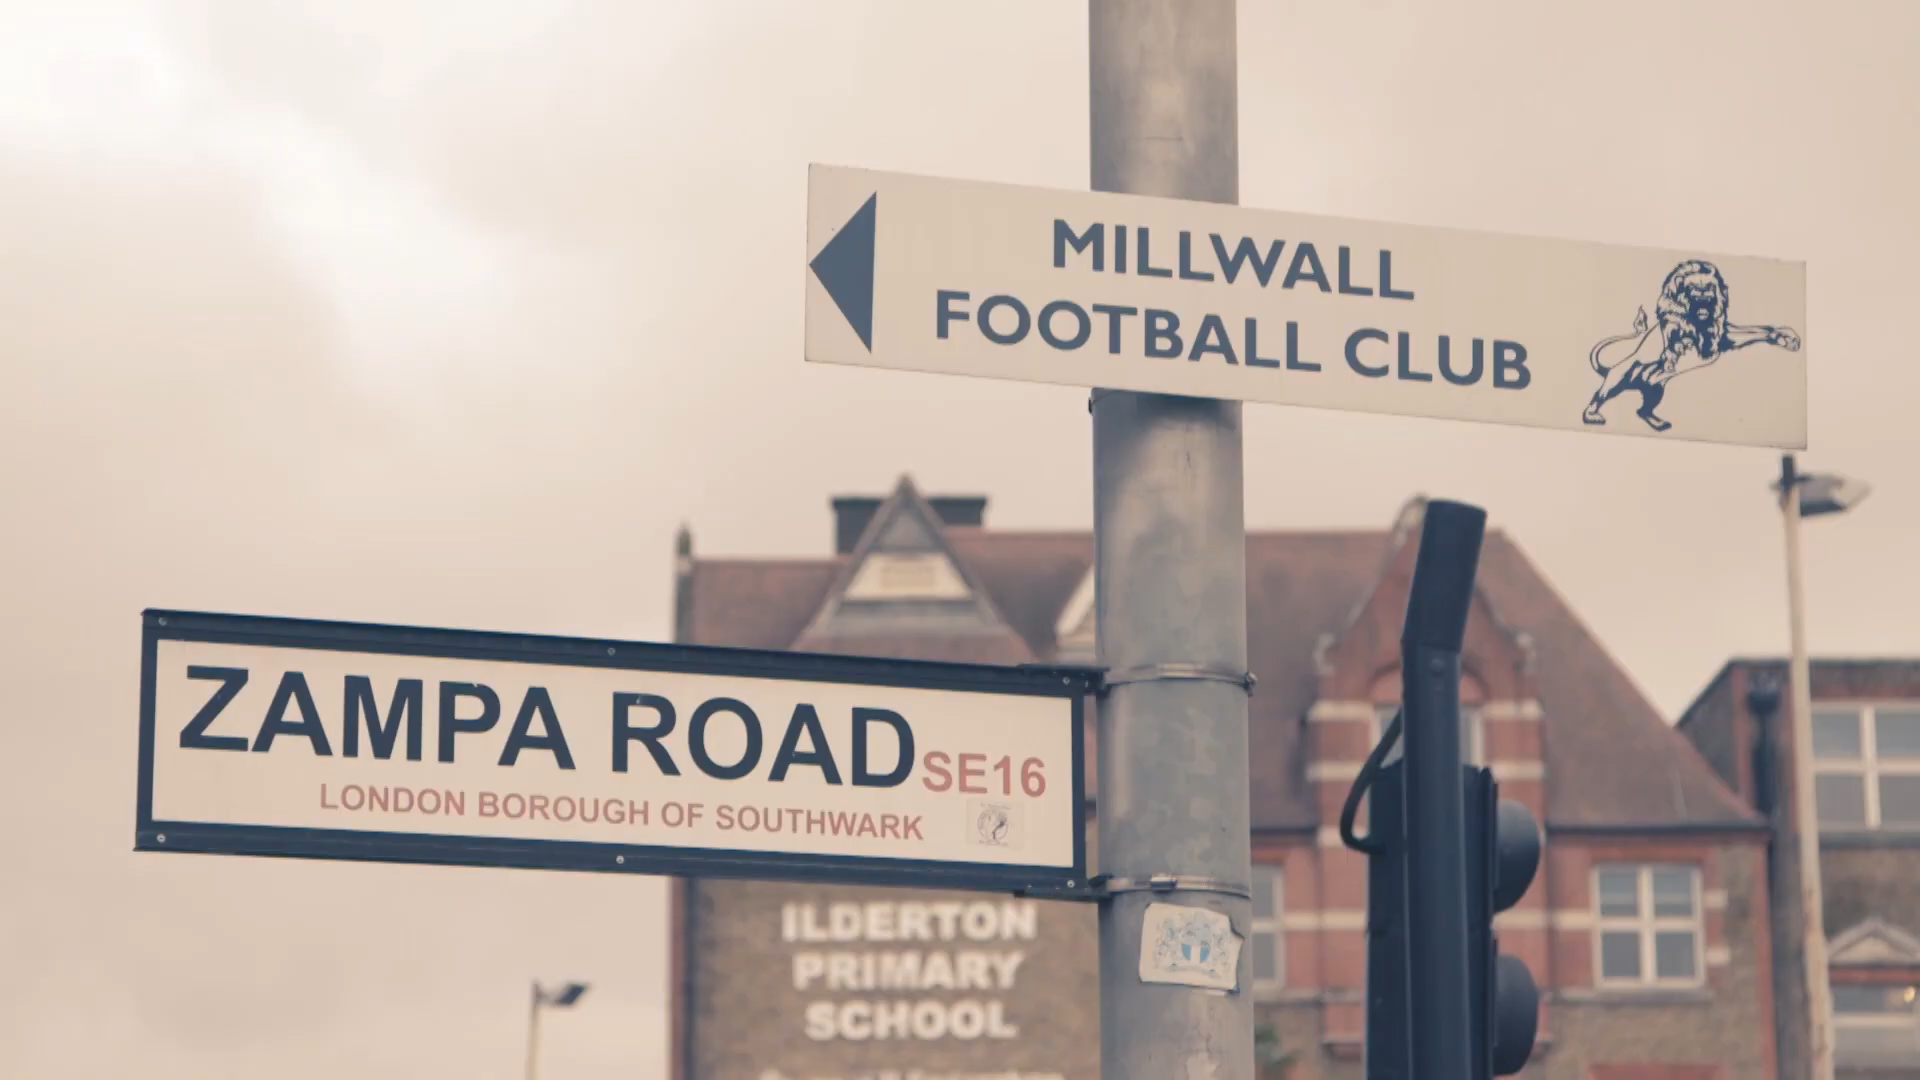 MILLWALL
FOOTBALL CLUB
ZAMPA ROAD SE16
LONDON BOROUGH OF SOUTHWARK
ILDERTON
PRIMARY
SCHOOL